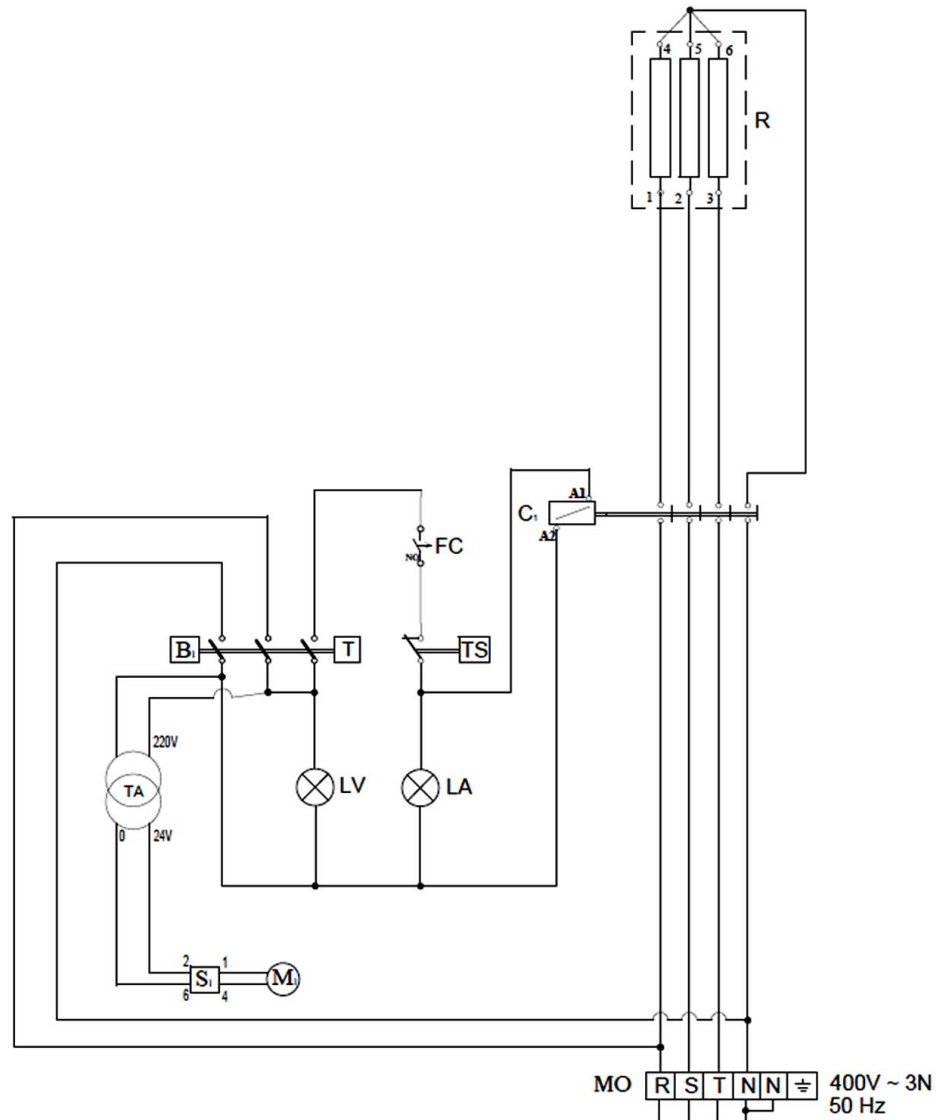 4 5 6
R
1 2 3
A1
C1
A2
FC
NO
B1 T TS
220V
TA
LV LA
0 24V
2 1
S1 M1
6 4
MO R S T N N 400V ~ 3N
50 Hz